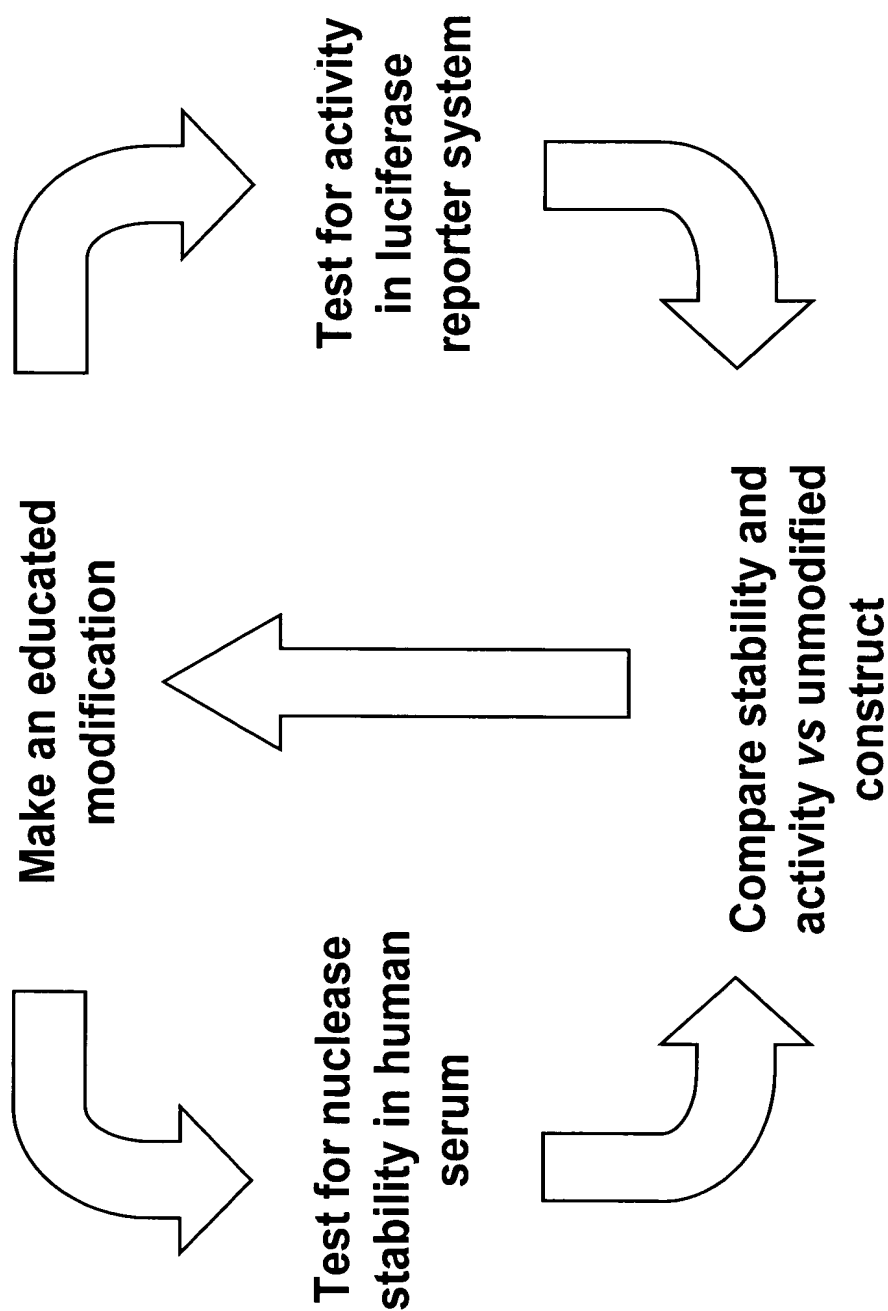 Make an educated
modification
Test for nuclease
stability in human
serum
Test for activity
in luciferase
reporter system
Compare stability and
activity vs unmodified
construct